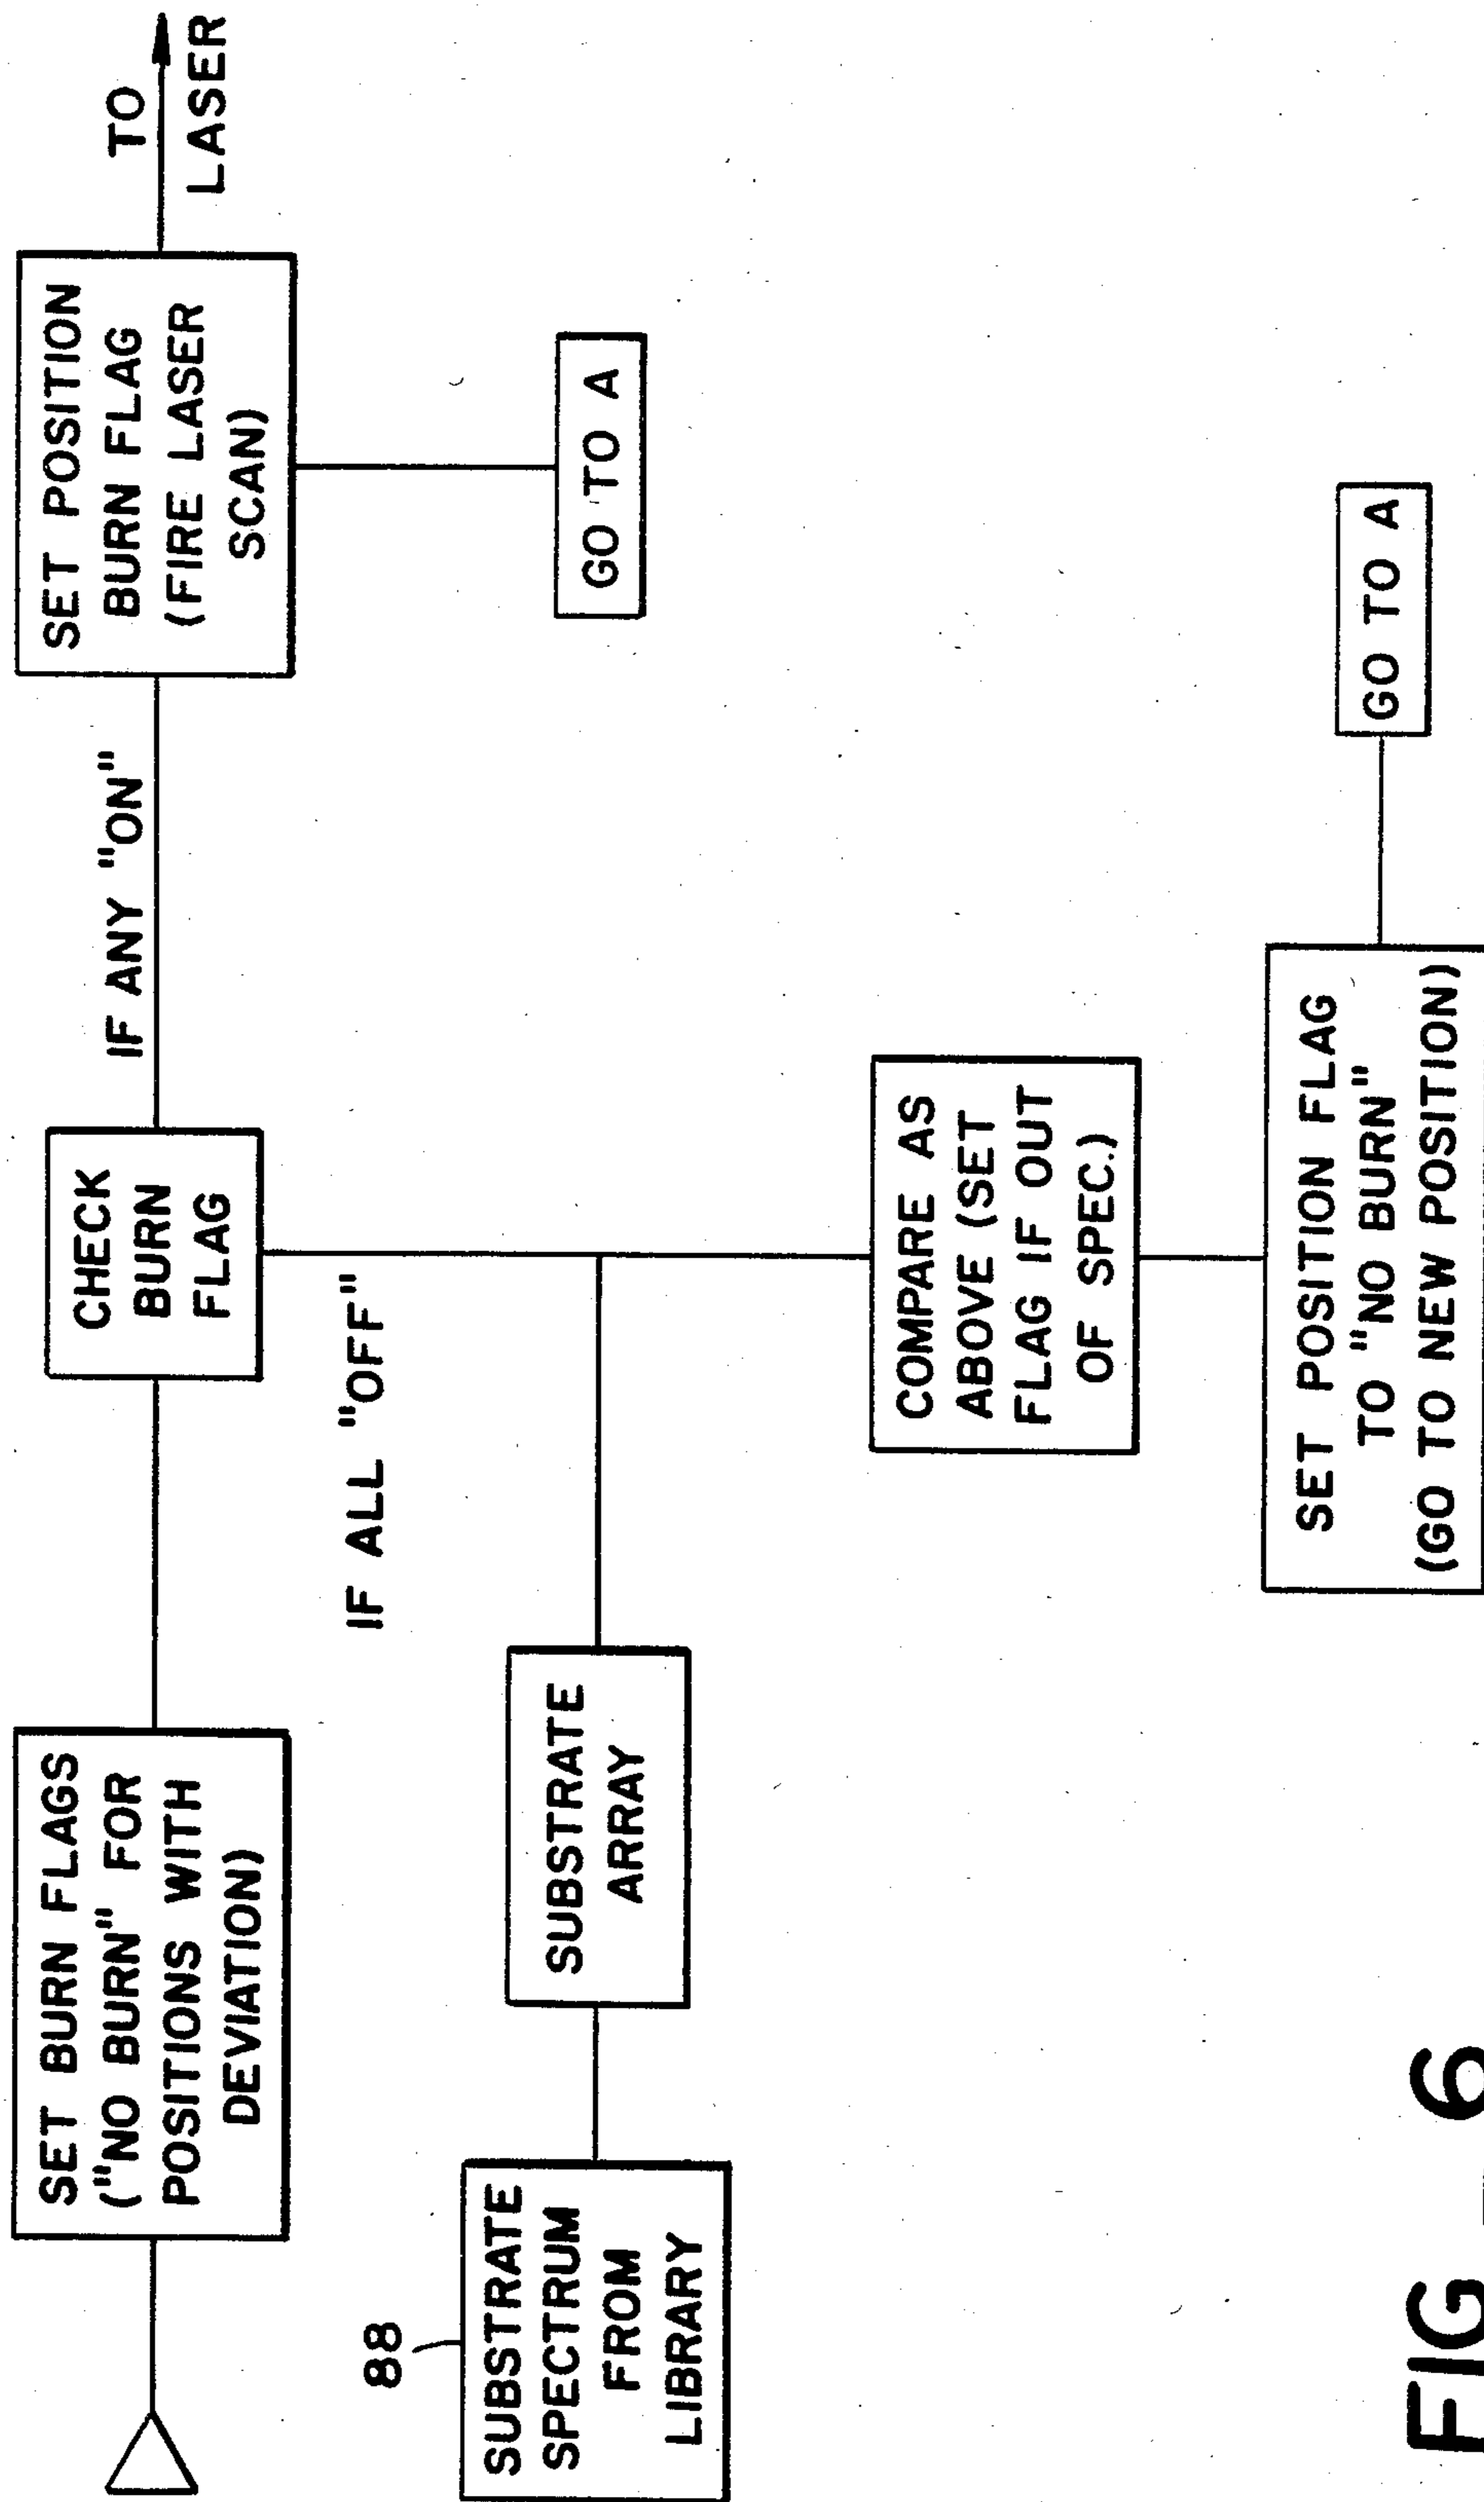 SET BURN FLAGS
("NO BURN" FOR
POSITIONS WITH
DEVIATION)
CHECK
BURN
FLAG
IF ANY "ON"
SET POSITION
BURN FLAG
(FIRE LASER
SCAN)
TO
LASER
GO TO A
IF ALL "OFF"
88
SUBSTRATE
SPECTRUM
FROM
LIBRARY
SUBSTRATE
ARRAY
COMPARE AS
ABOVE (SET
FLAG IF OUT
OF SPEC.)
SET POSITION FLAG
TO "NO BURN"
(GO TO NEW POSITION)
GO TO A
FIG_6